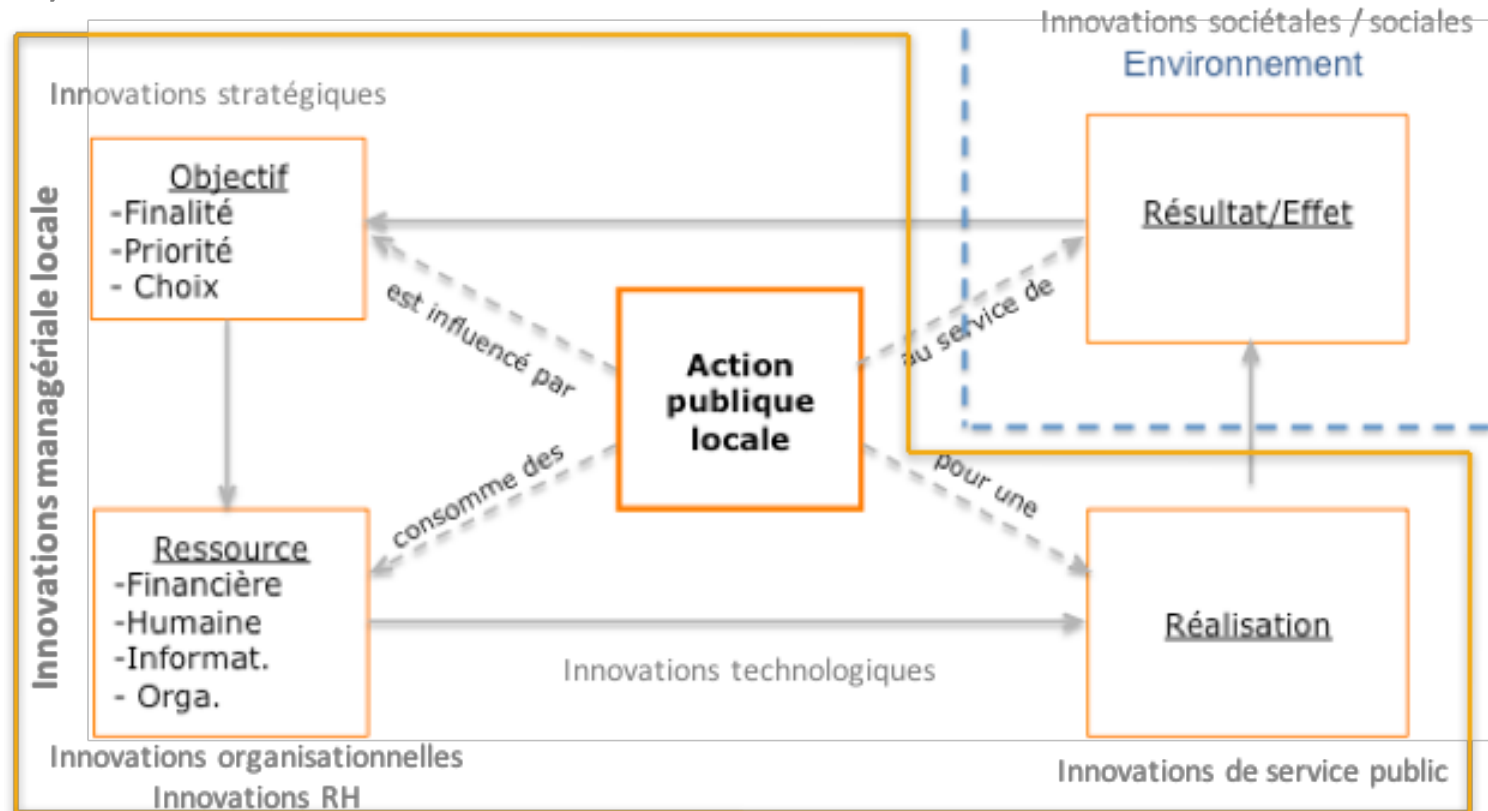 Innovations sociétales / sociales
Environnement
Innovations stratégiques
Innovations managériale locale
Objectif
-Finalité
-Priorité
- Choix
Résultat/Effet
est influencé par
au service de
Action
publique
locale
consomme des
pour une
Ressource
-Financière
-Humaine
-Informat.
- Orga.
Réalisation
Innovations technologiques
Innovations organisationnelles
Innovations RH
Innovations de service public